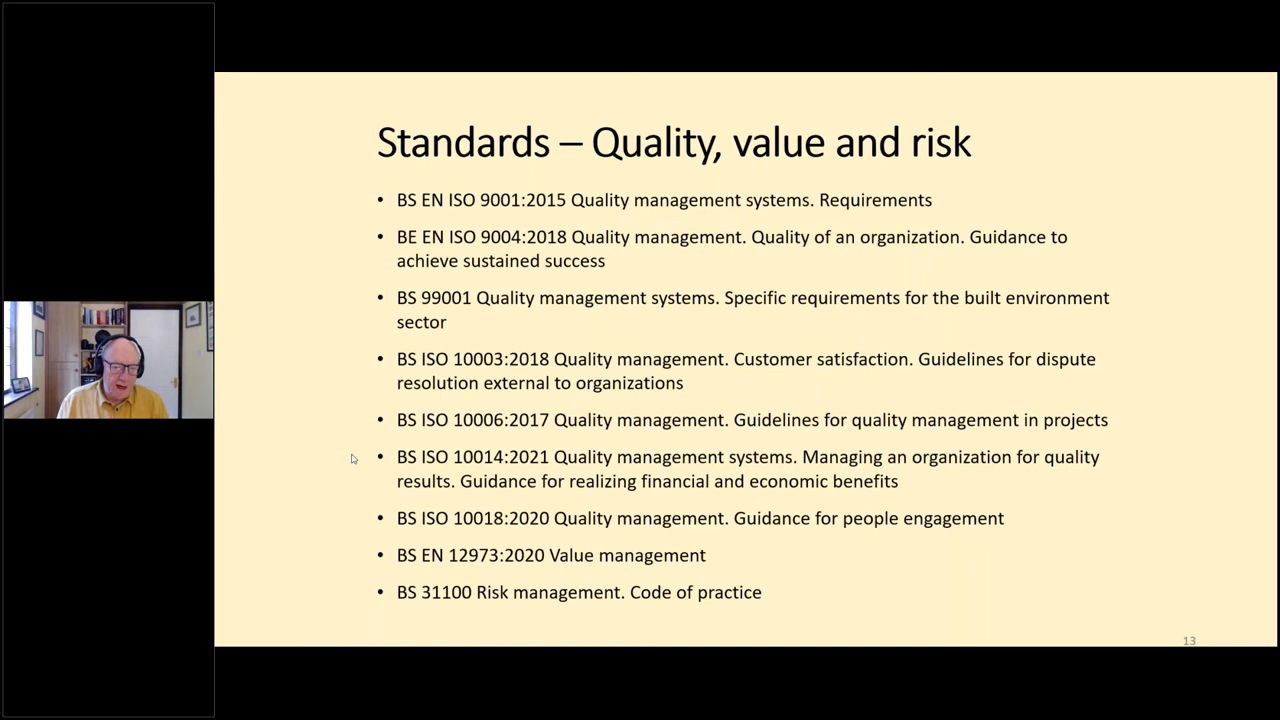 Standards – Quality, value and risk
• BS EN ISO 9001:2015 Quality management systems. Requirements
• BE EN ISO 9004:2018 Quality management. Quality of an organization. Guidance to
achieve sustained success
• BS 99001 Quality management systems. Specific requirements for the built environment
sector
• BS ISO 10003:2018 Quality management. Customer satisfaction. Guidelines for dispute
resolution external to organizations
• BS ISO 10006:2017 Quality management. Guidelines for quality management in projects
• BS ISO 10014:2021 Quality management systems. Managing an organization for quality
results. Guidance for realizing financial and economic benefits
• BS ISO 10018:2020 Quality management. Guidance for people engagement
• BS EN 12973:2020 Value management
• BS 31100 Risk management. Code of practice
13